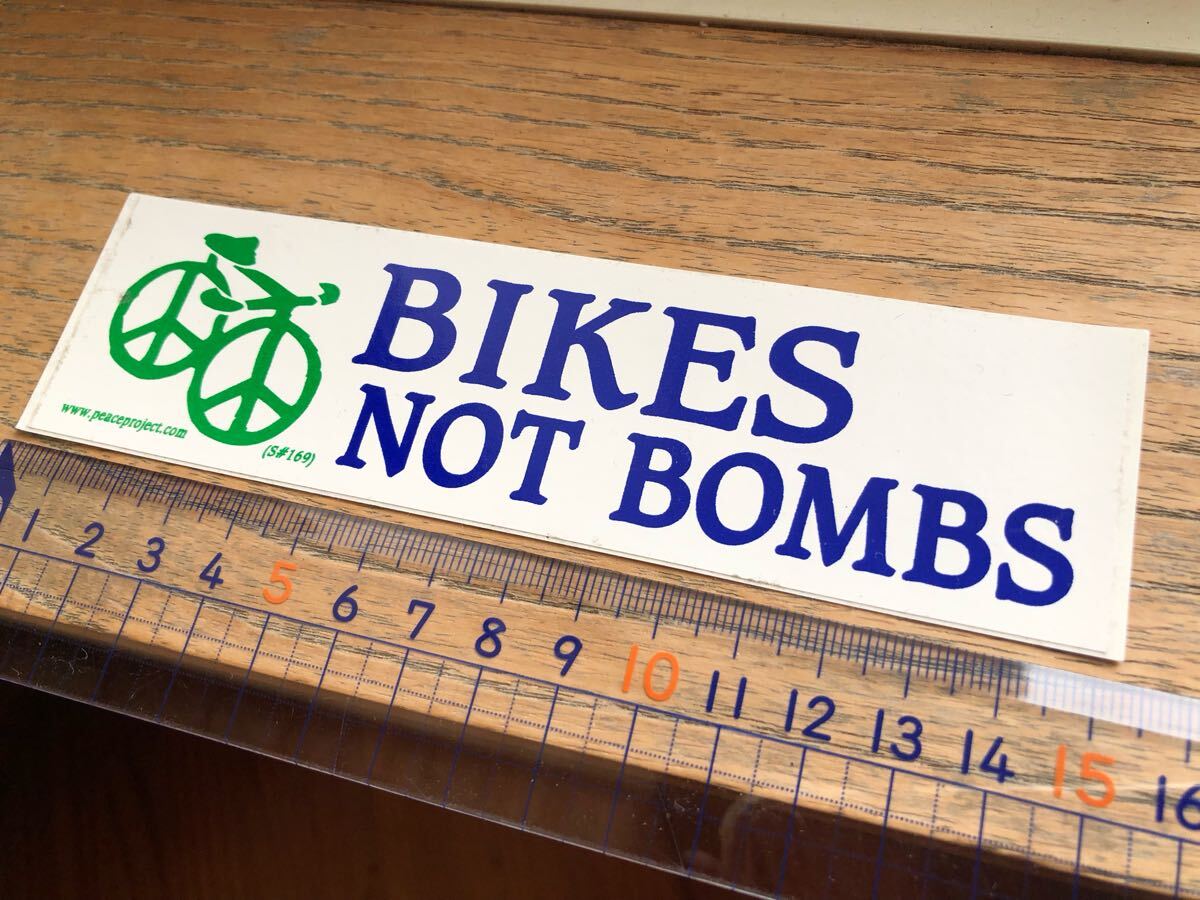 BIKES
NOT BOMBS
www.peaceproject.com
(S#169)
1 2 3 4 5 6 7 8 9 10 11 12 13 14 15 16